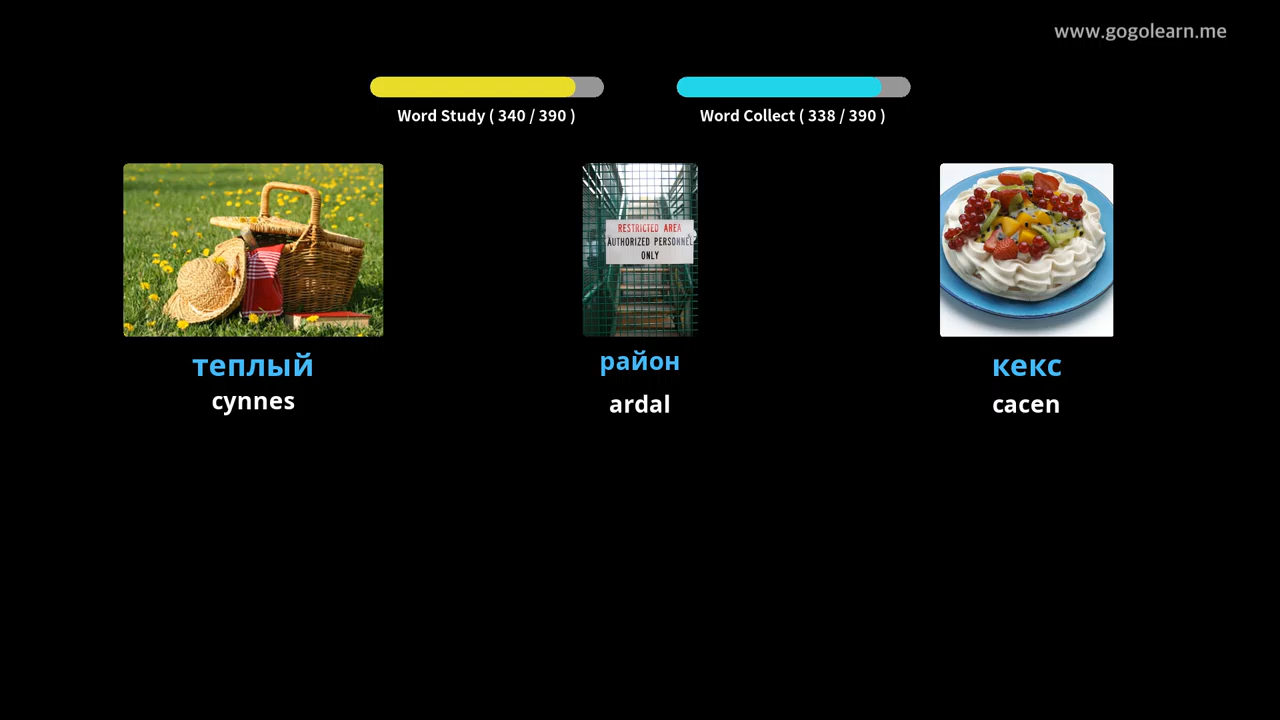 www.gogolearn.me
Word Study ( 340 / 390 )
Word Collect ( 338 / 390 )
RESTRICTED AREA
AUTHORIZED PERSONNEL
ONLY
теплый
район
кекс
cynnes
ardal
cacen